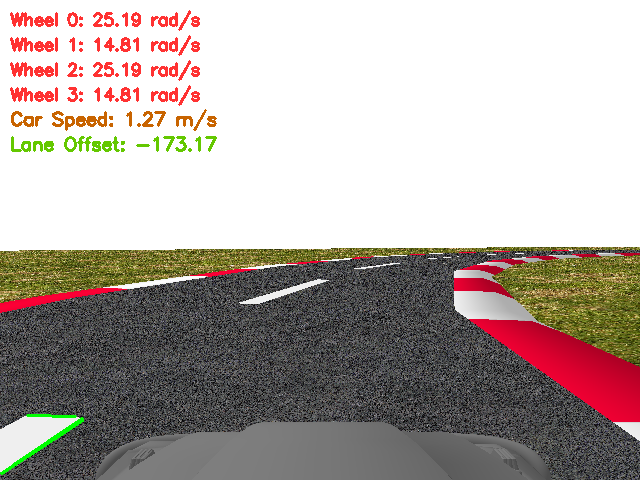 Wheel 0: 25.19 rad/s
Wheel 1: 14.81 rad/s
Wheel 2: 25.19 rad/s
Wheel 3: 14.81 rad/s
Car Speed: 1.27 m/s
Lane Offset: -173.17